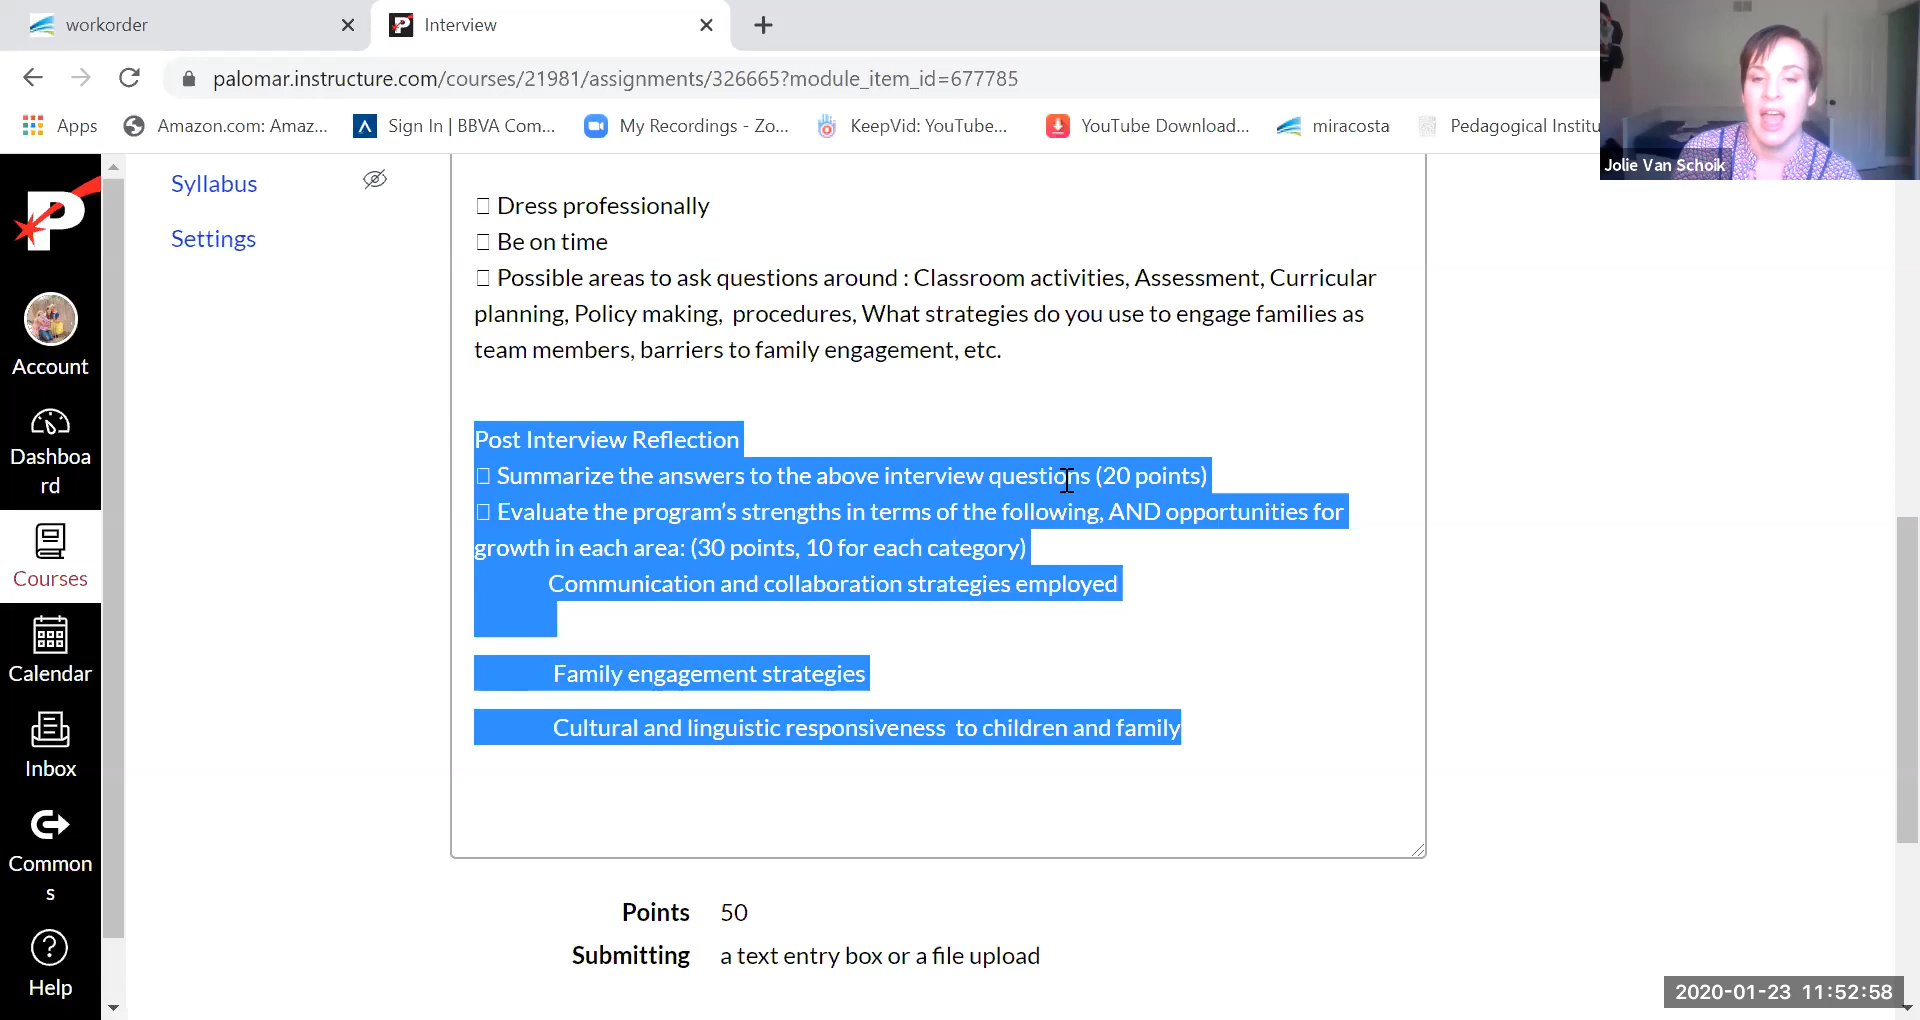 workorder
Interview
palomar.instructure.com/courses/21981/assignments/326665?module_item_id=677785
Apps
Amazon.com: Amaz...
Sign In | BBVA Com...
My Recordings - Zo...
KeepVid: YouTube...
YouTube Download...
miracosta
Pedagogical Institu
Jolie Van Schoik
P
Account
Dashboa
rd
Courses
Calendar
Inbox
Common
s
Help
Syllabus
Settings
Dress professionally
Be on time
Possible areas to ask questions around : Classroom activities, Assessment, Curricular
planning, Policy making,  procedures, What strategies do you use to engage families as
team members, barriers to family engagement, etc.
Post Interview Reflection
Summarize the answers to the above interview questions (20 points)
Evaluate the program’s strengths in terms of the following, AND opportunities for
growth in each area: (30 points, 10 for each category)
Communication and collaboration strategies employed
Family engagement strategies
Cultural and linguistic responsiveness  to children and family
Points 50
Submitting a text entry box or a file upload
2020-01-23 11:52:58